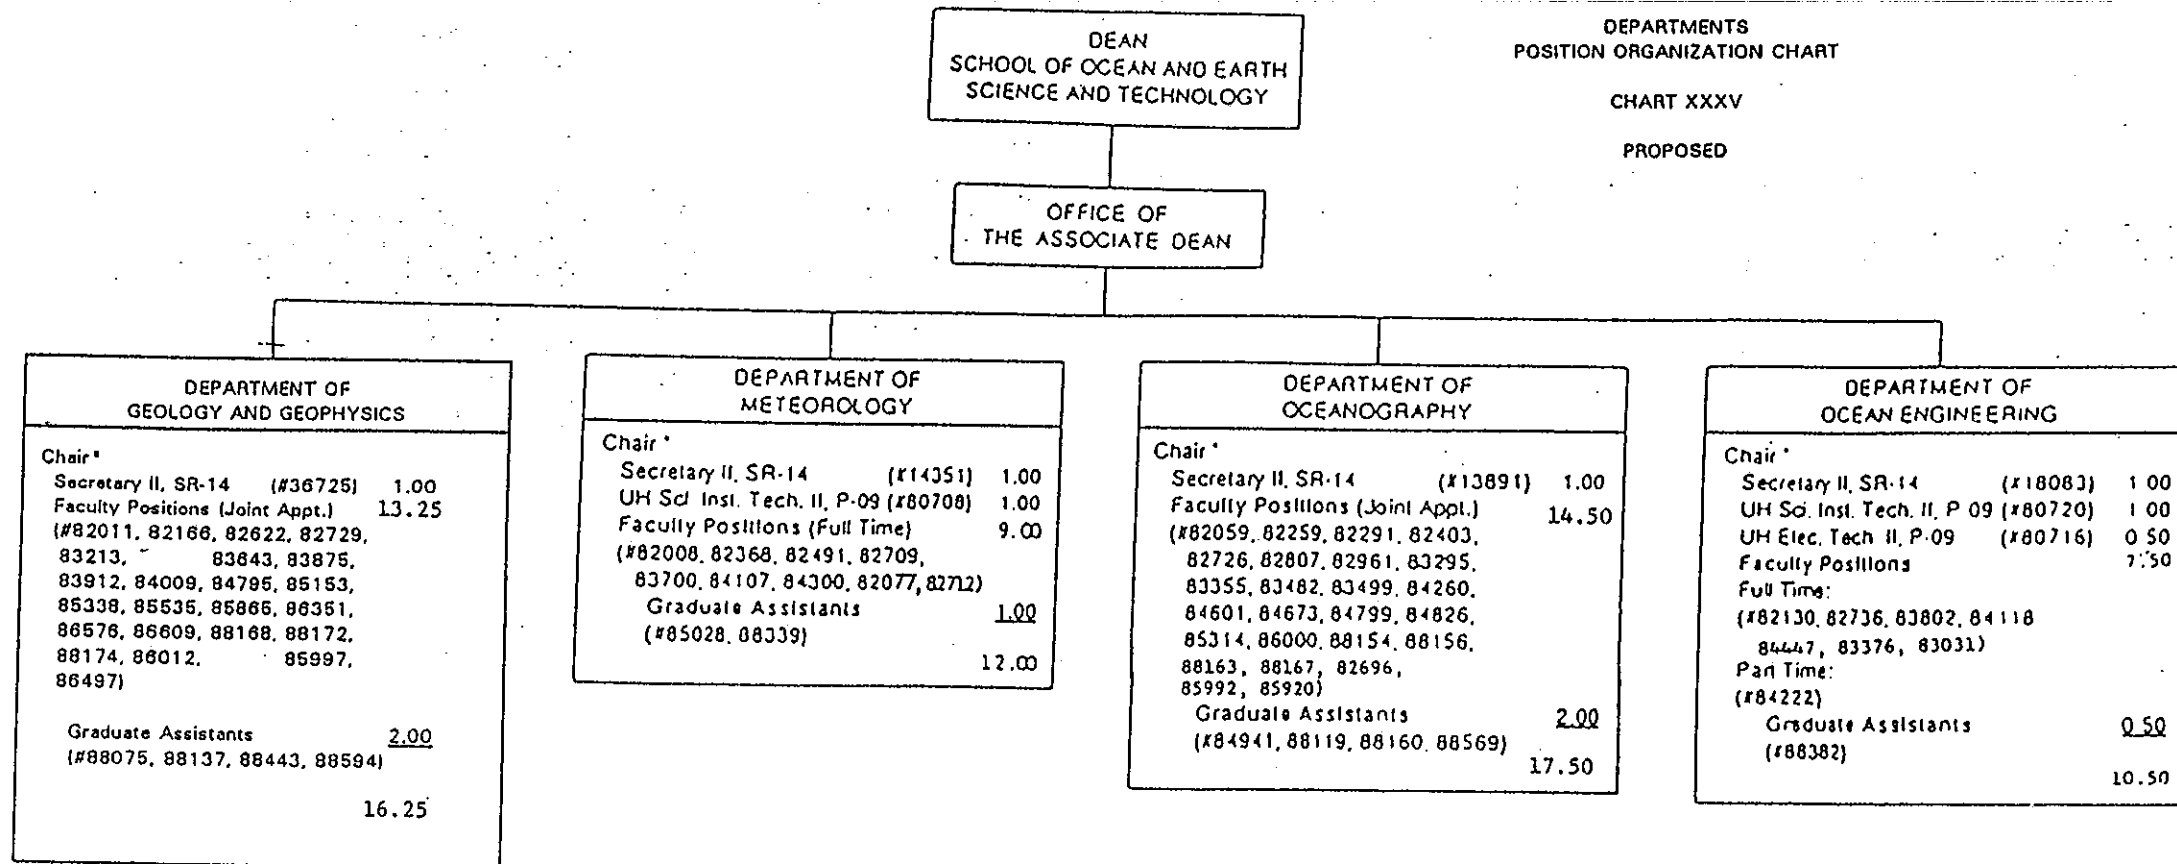 DEAN
SCHOOL OF OCEAN AND EARTH
SCIENCE AND TECHNOLOGY
DEPARTMENTS
POSITION ORGANIZATION CHART
CHART XXXV
PROPOSED
OFFICE OF
THE ASSOCIATE DEAN
DEPARTMENT OF
GEOLOGY AND GEOPHYSICS
Chair *
Secretary II, SR-14 (#36725) 1.00
Faculty Positions (Joint Appt.) 13.25
(#82011, 82166, 82622, 82729,
83213, 83643, 83875,
83912, 84009, 84795, 85153,
85338, 85535, 85865, 86351,
86576, 86609, 88168, 88172,
88174, 86012, 85997,
86497)
Graduate Assistants 2.00
(#88075, 88137, 88443, 88594)
16.25
DEPARTMENT OF
METEOROLOGY
Chair *
Secretary II, SR-14 (#14351) 1.00
UH Sci Inst. Tech. II, P-09 (#80708) 1.00
Faculty Positions (Full Time) 9.00
(#82008, 82368, 82491, 82709,
83700, 84107, 84300, 82077, 82712)
Graduate Assistants 1.00
(#85028, 88339)
12.00
DEPARTMENT OF
OCEANOGRAPHY
Chair *
Secretary II, SR-14 (#13891) 1.00
Faculty Positions (Joint Appt.) 14.50
(#82059, 82259, 82291, 82403,
82726, 82807, 82961, 83295,
83355, 83482, 83499, 84260,
84601, 84673, 84799, 84826,
85314, 86000, 88154, 88156,
88163, 88167, 82696,
85992, 85920)
Graduate Assistants 2.00
(#84941, 88119, 88160, 88569)
17.50
DEPARTMENT OF
OCEAN ENGINEERING
Chair *
Secretary II, SR-14 (#18083) 1 00
UH Sci. Inst. Tech. II, P 09 (#80720) 1 00
UH Elec. Tech II, P-09 (#80716) 0 50
Faculty Positions 7.50
Full Time:
(#82130, 82736, 83802, 84118
84447, 83376, 83031)
Part Time:
(#84222)
Graduate Assistants 0.50
(#88382)
10.50